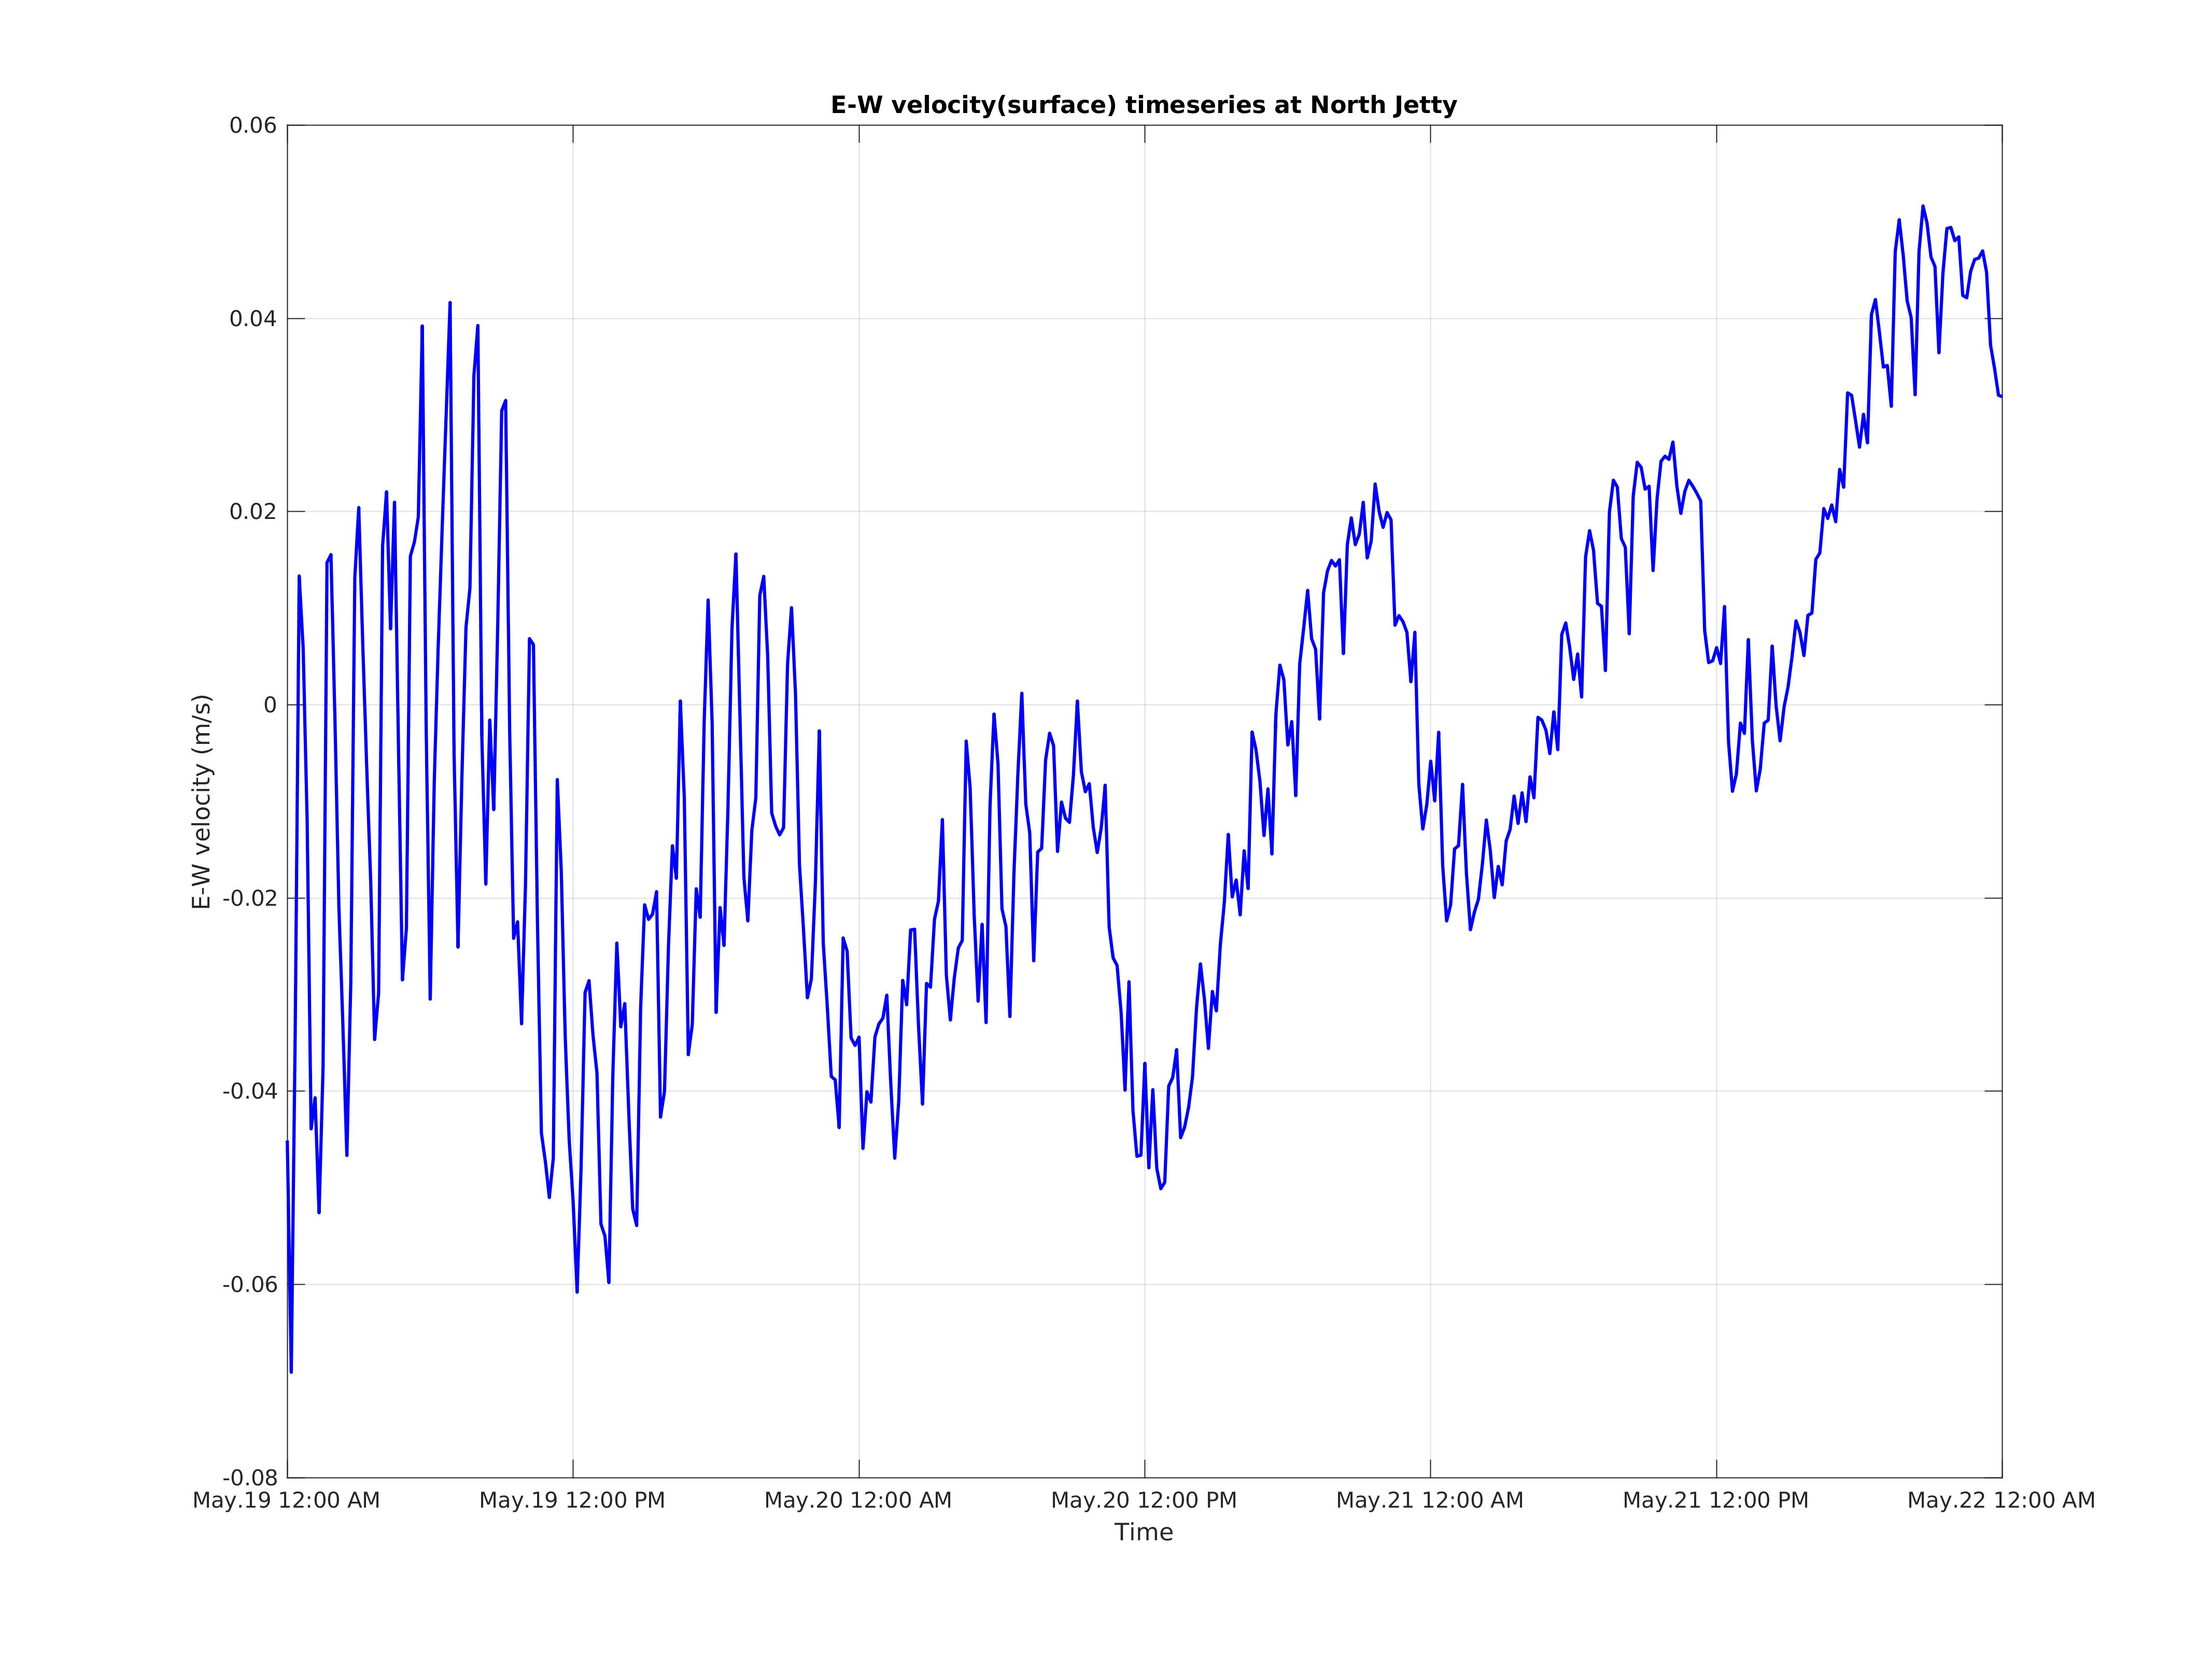 E-W velocity(surface) timeseries at North Jetty
0.06
0.04
0.02
0
-0.02
-0.04
-0.06
-0.08
E-W velocity (m/s)
May.19 12:00 AM May.19 12:00 PM May.20 12:00 AM May.20 12:00 PM May.21 12:00 AM May.21 12:00 PM May.22 12:00 AM
Time